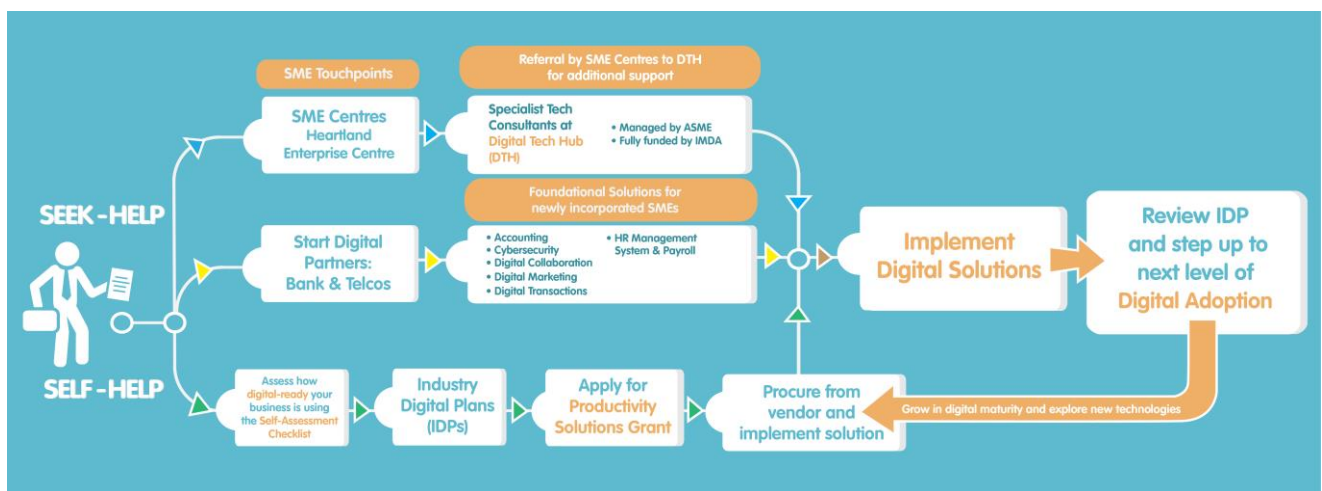 SEEK-HELP
SELF-HELP
SME Touchpoints
SME Centres
Heartland
Enterprise Centre
Referral by SME Centres to DTH
for additional support
Specialist Tech
Consultants at
Digital Tech Hub
(DTH)
• Managed by ASME
• Fully funded by IMDA
Start Digital
Partners:
Bank & Telcos
Foundational Solutions for
newly incorporated SMEs
• Accounting
• Cybersecurity
• Digital Collaboration
• Digital Marketing
• Digital Transactions
• HR Management
System & Payroll
Assess how
digital-ready your
business is using
the Self-Assessment
Checklist
Industry
Digital Plans
(IDPs)
Apply for
Productivity
Solutions Grant
Procure from
vendor and
implement solution
Implement
Digital Solutions
Review IDP
and step up to
next level of
Digital Adoption
Grow in digital maturity and explore new technologies